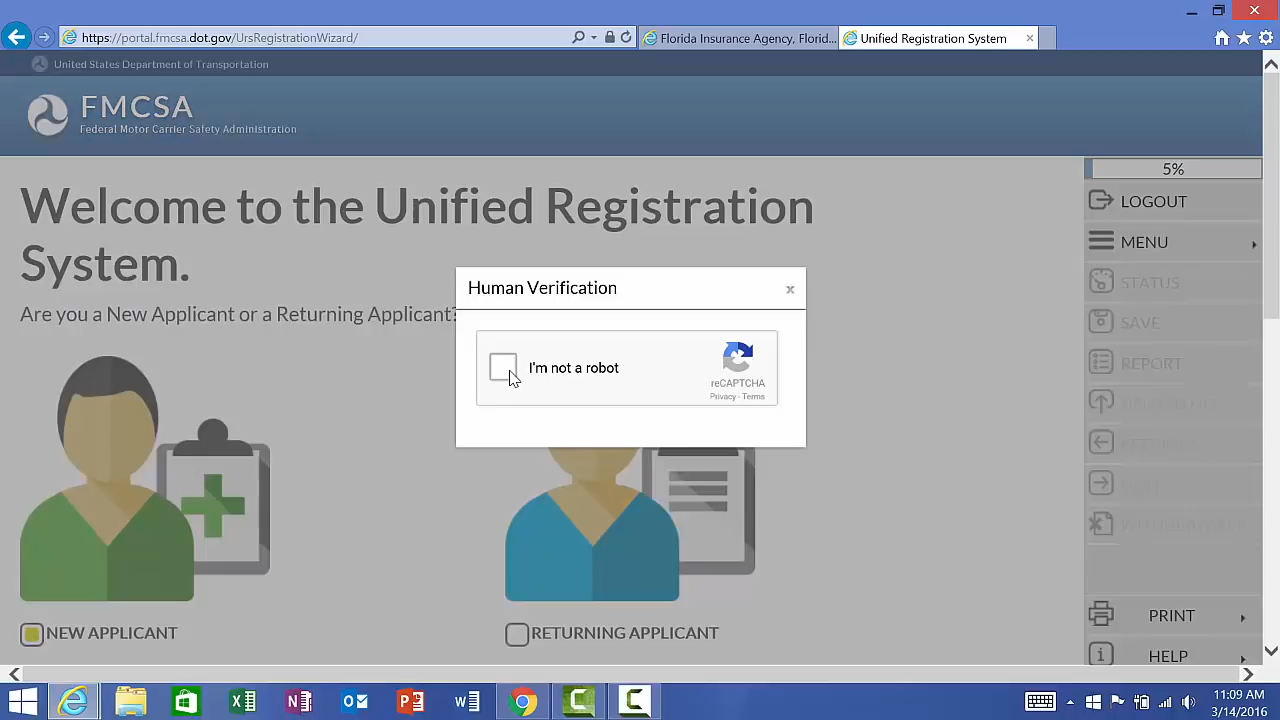 https://portal.fmcsa.dot.gov/UrsRegistrationWizard/
Florida Insurance Agency, Florid...
Unified Registration System
United States Department of Transportation
FMCSA
Federal Motor Carrier Safety Administration
Welcome to the Unified Registration
System.
Are you a New Applicant or a Returning Applicant?
5%
LOGOUT
MENU
STATUS
SAVE
REPORT
Human Verification
x
I'm not a robot
reCAPTCHA
Privacy - Terms
NEW APPLICANT
RETURNING APPLICANT
PRINT
HELP
11:09 AM
3/14/2016